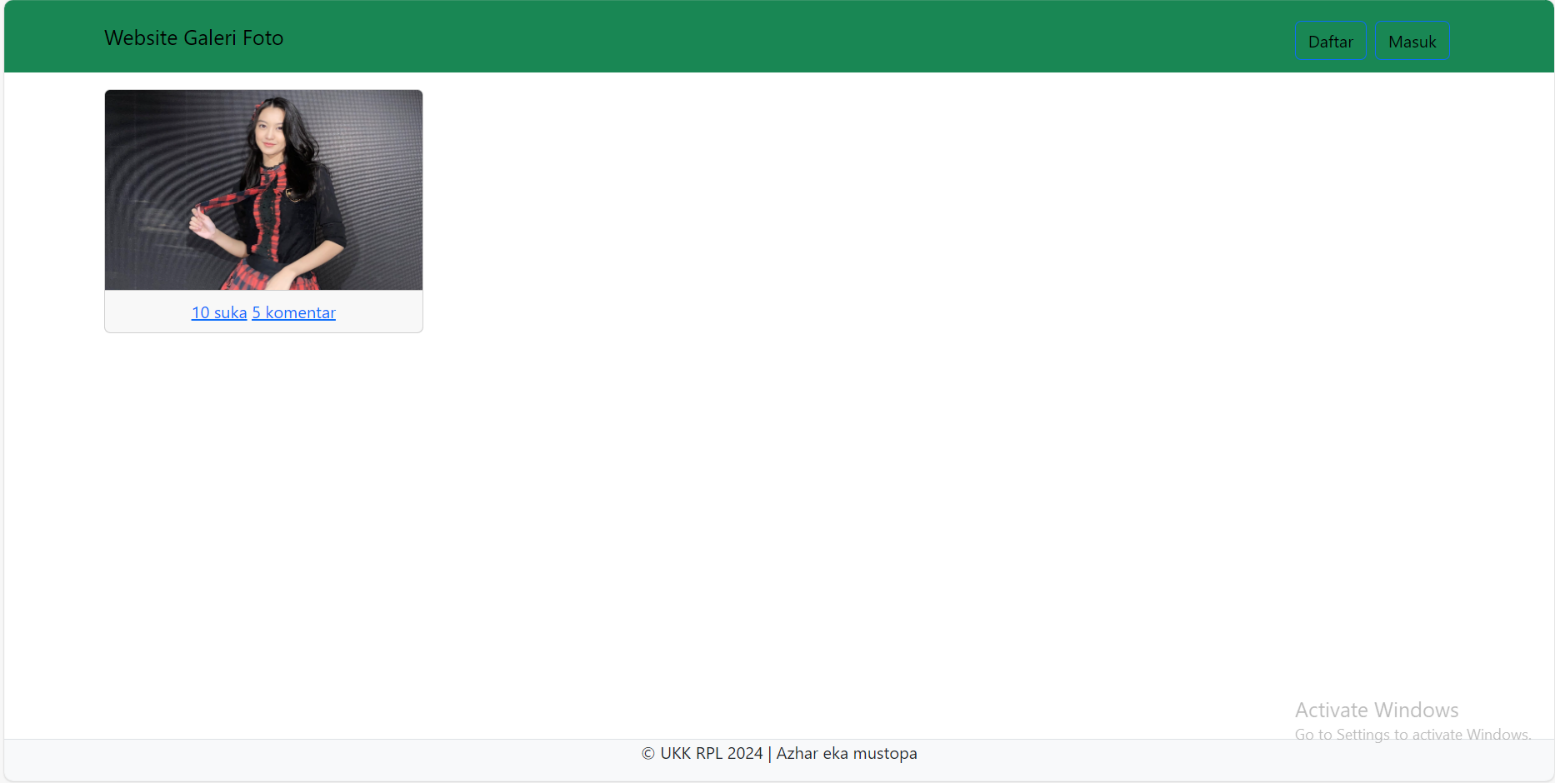 Website Galeri Foto
Daftar
Masuk
10 suka 5 komentar
Activate Windows
Go to Settings to activate Windows.
© UKK RPL 2024 | Azhar eka mustopa